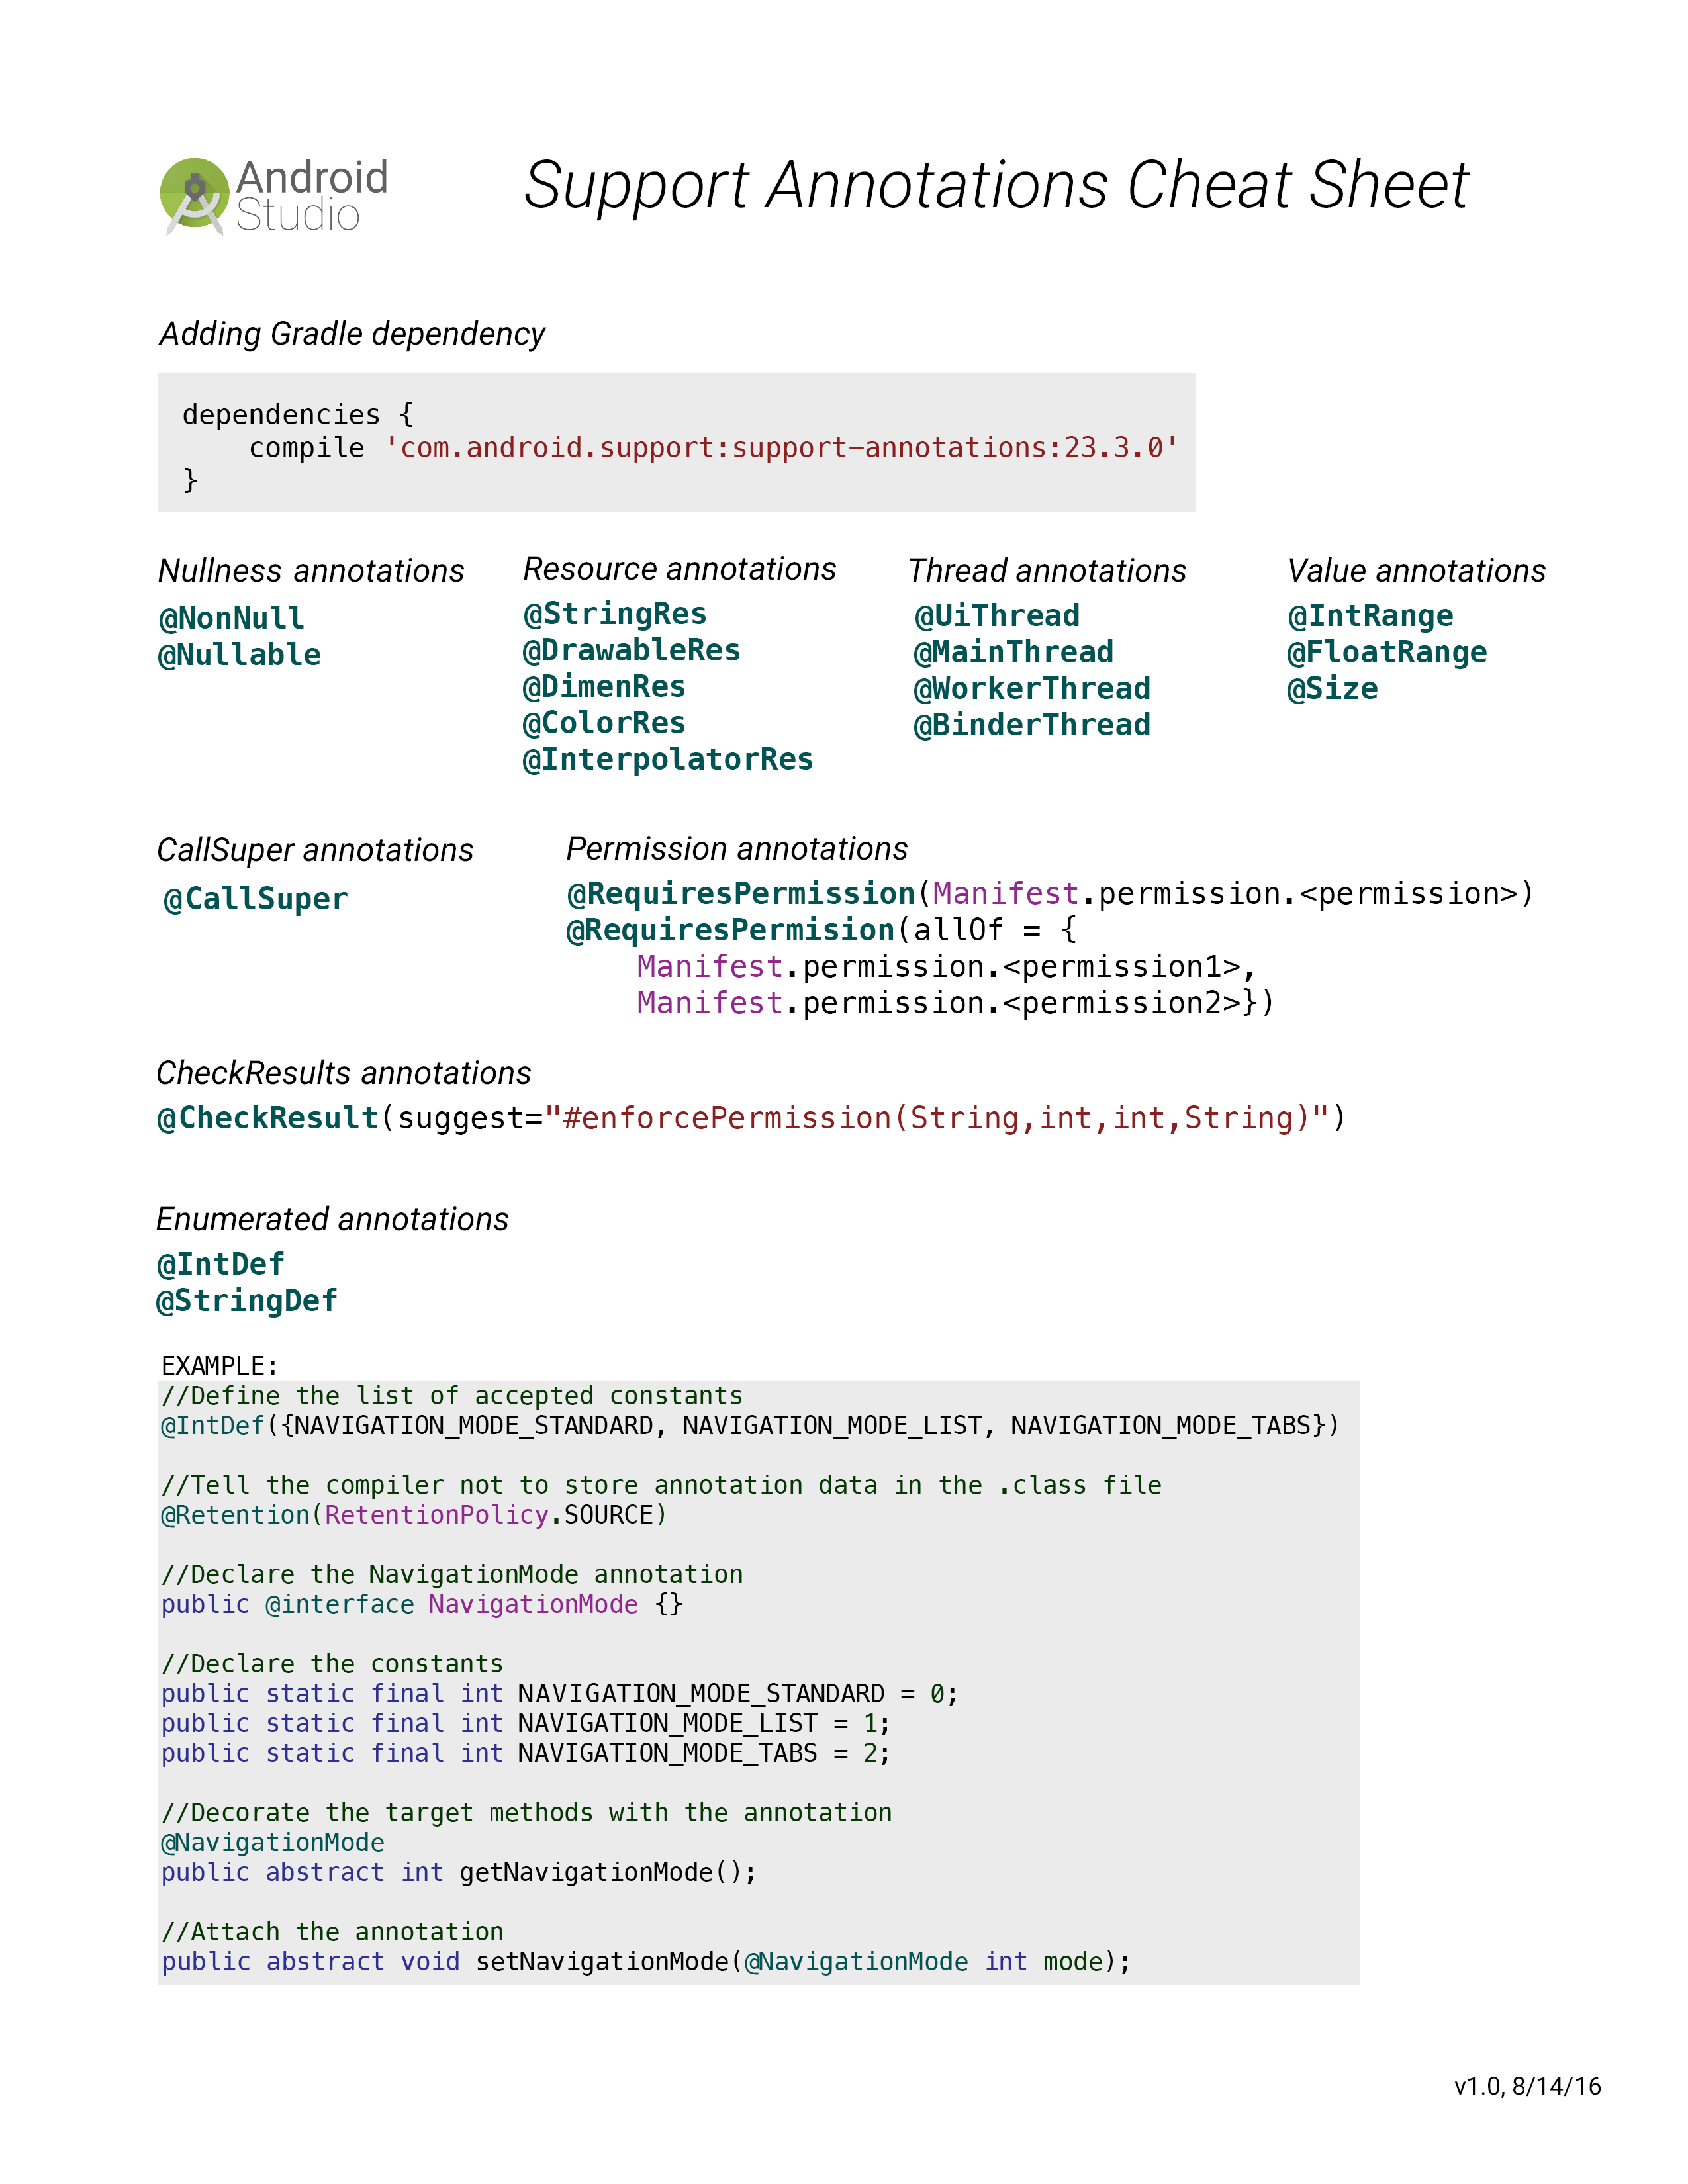 Android
Studio
Support Annotations Cheat Sheet
Adding Gradle dependency
dependencies {
    compile 'com.android.support:support-annotations:23.3.0'
}
Nullness annotations
@NonNull
@Nullable
Resource annotations
@StringRes
@DrawableRes
@DimenRes
@ColorRes
@InterpolatorRes
Thread annotations
@UiThread
@MainThread
@WorkerThread
@BinderThread
Value annotations
@IntRange
@FloatRange
@Size
CallSuper annotations
@CallSuper
Permission annotations
@RequiresPermission(Manifest.permission.<permission>)
@RequiresPermision(allOf = {
    Manifest.permission.<permission1>,
    Manifest.permission.<permission2>})
CheckResults annotations
@CheckResult(suggest="#enforcePermission(String,int,int,String)")
Enumerated annotations
@IntDef
@StringDef
EXAMPLE:
//Define the list of accepted constants
@IntDef({NAVIGATION_MODE_STANDARD, NAVIGATION_MODE_LIST, NAVIGATION_MODE_TABS})
//Tell the compiler not to store annotation data in the .class file
@Retention(RetentionPolicy.SOURCE)
//Declare the NavigationMode annotation
public @interface NavigationMode {}
//Declare the constants
public static final int NAVIGATION_MODE_STANDARD = 0;
public static final int NAVIGATION_MODE_LIST = 1;
public static final int NAVIGATION_MODE_TABS = 2;
//Decorate the target methods with the annotation
@NavigationMode
public abstract int getNavigationMode();
//Attach the annotation
public abstract void setNavigationMode(@NavigationMode int mode);
v1.0, 8/14/16